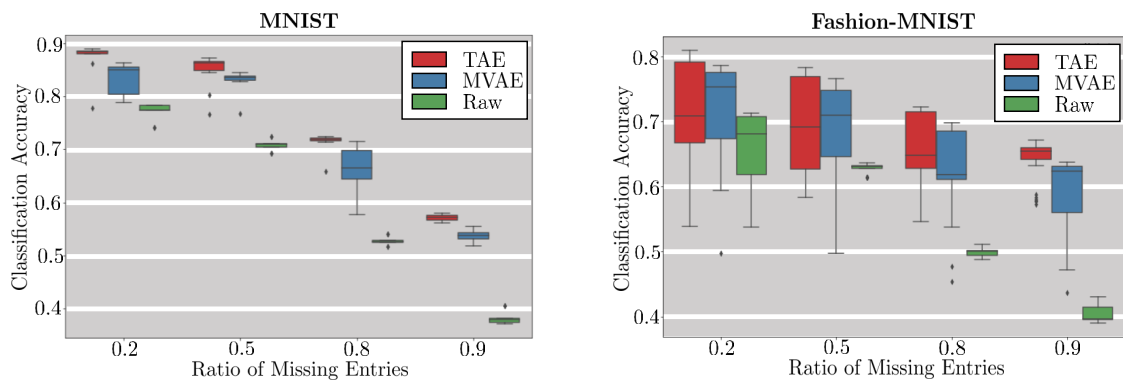 MNIST
Classification Accuracy
0.9
0.8
0.7
0.6
0.5
0.4
TAE
MVAE
Raw
0.2 0.5 0.8 0.9
Ratio of Missing Entries
Fashion-MNIST
Classification Accuracy
0.8
0.7
0.6
0.5
0.4
TAE
MVAE
Raw
0.2 0.5 0.8 0.9
Ratio of Missing Entries